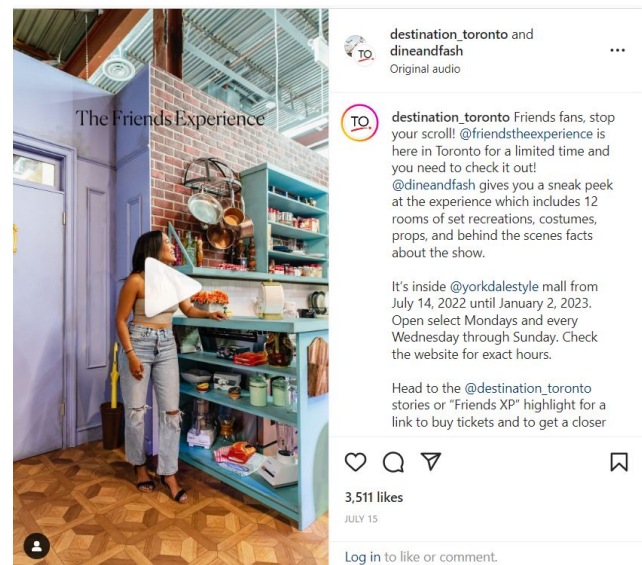 The Friends Experience
TO.
destination_toronto and
dineandfash
Original audio
TO.
destination_toronto Friends fans, stop
your scroll! @friendstheexperience is
here in Toronto for a limited time and
you need to check it out!
@dineandfash gives you a sneak peek
at the experience which includes 12
rooms of set recreations, costumes,
props, and behind the scenes facts
about the show.
It's inside @yorkdalestyle mall from
July 14, 2022 until January 2, 2023.
Open select Mondays and every
Wednesday through Sunday. Check
the website for exact hours.
Head to the @destination_toronto
stories or “Friends XP” highlight for a
link to buy tickets and to get a closer
3,511 likes
JULY 15
Log in to like or comment.